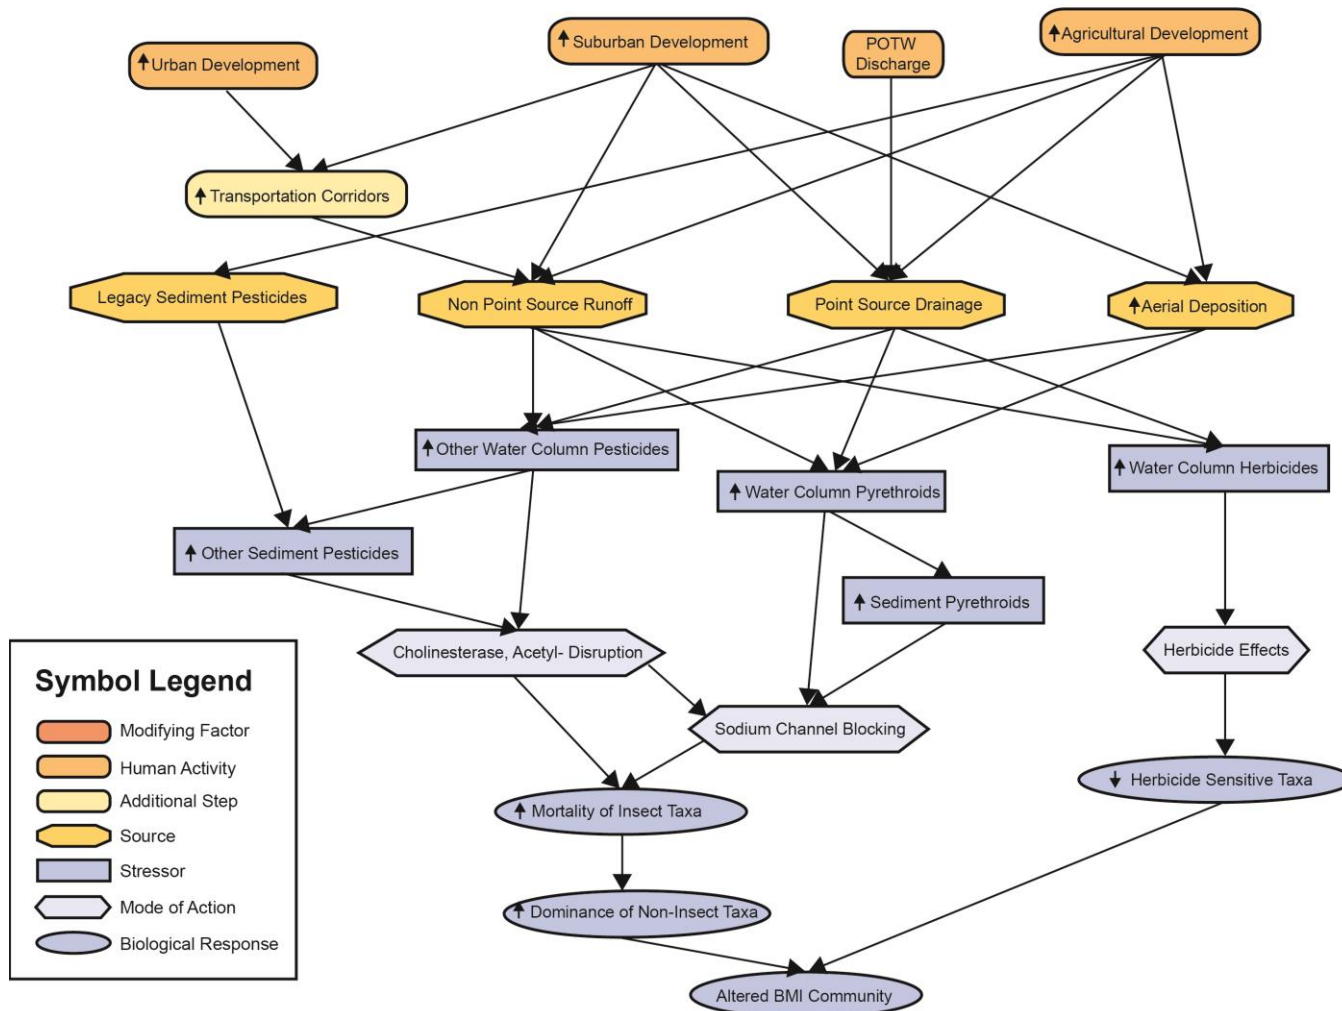 ↑Urban Development
↑Suburban Development
POTW
Discharge
↑Agricultural Development
↑Transportation Corridors
Legacy Sediment Pesticides
Non Point Source Runoff
Point Source Drainage
↑Aerial Deposition
↑Other Water Column Pesticides
↑Water Column Pyrethroids
↑Water Column Herbicides
↑Other Sediment Pesticides
↑Sediment Pyrethroids
Cholinesterase, Acetyl- Disruption
Herbicide Effects
Sodium Channel Blocking
↓ Herbicide Sensitive Taxa
↑Mortality of Insect Taxa
↑Dominance of Non-Insect Taxa
Altered BMI Community
Symbol Legend
Modifying Factor
Human Activity
Additional Step
Source
Stressor
Mode of Action
Biological Response